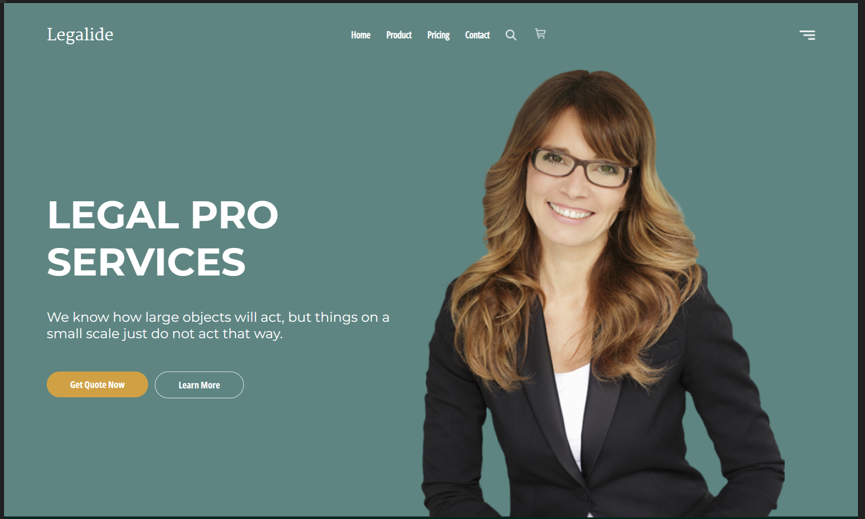 Legalide
Home Product Pricing Contact
LEGAL PRO
SERVICES
We know how large objects will act, but things on a
small scale just do not act that way.
Get Quote Now Learn More